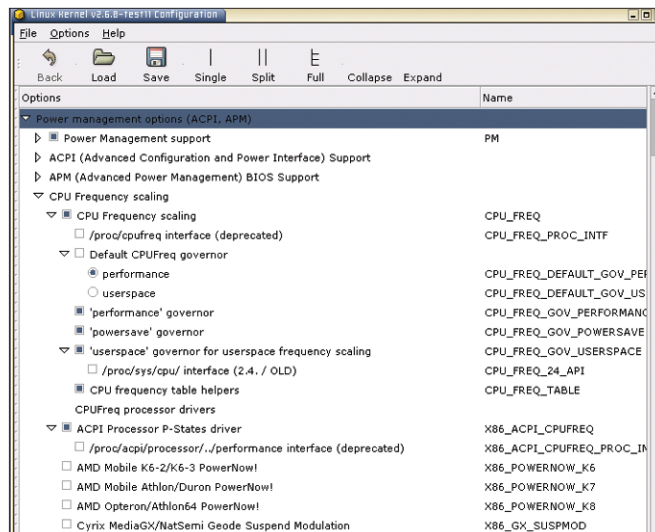 Linux Kernel v2.6.0-test11 Configuration
File Options Help
Back Load Save Single Split Full Collapse Expand
Options Name
Power management options (ACPI, APM)
Power Management support PM
ACPI (Advanced Configuration and Power Interface) Support
APM (Advanced Power Management) BIOS Support
CPU Frequency scaling
CPU Frequency scaling CPU_FREQ
/proc/cpufreq interface (deprecated) CPU_FREQ_PROC_INTF
Default CPUFreq governor
performance CPU_FREQ_DEFAULT_GOV_PER
userspace CPU_FREQ_DEFAULT_GOV_US
'performance' governor CPU_FREQ_GOV_PERFORMANC
'powersave' governor CPU_FREQ_GOV_POWERSAVE
'userspace' governor for userspace frequency scaling CPU_FREQ_GOV_USERSPACE
/proc/sys/cpu/ interface (2.4. / OLD) CPU_FREQ_24_API
CPU frequency table helpers CPU_FREQ_TABLE
CPUFreq processor drivers
ACPI Processor P-States driver X86_ACPI_CPUFREQ
/proc/acpi/processor/../performance interface (deprecated) X86_ACPI_CPUFREQ_PROC_IN
AMD Mobile K6-2/K6-3 PowerNow! X86_POWERNOW_K6
AMD Mobile Athlon/Duron PowerNow! X86_POWERNOW_K7
AMD Opteron/Athlon64 PowerNow! X86_POWERNOW_K8
Cyrix MediaGX/NatSemi Geode Suspend Modulation X86_GX_SUSPMOD